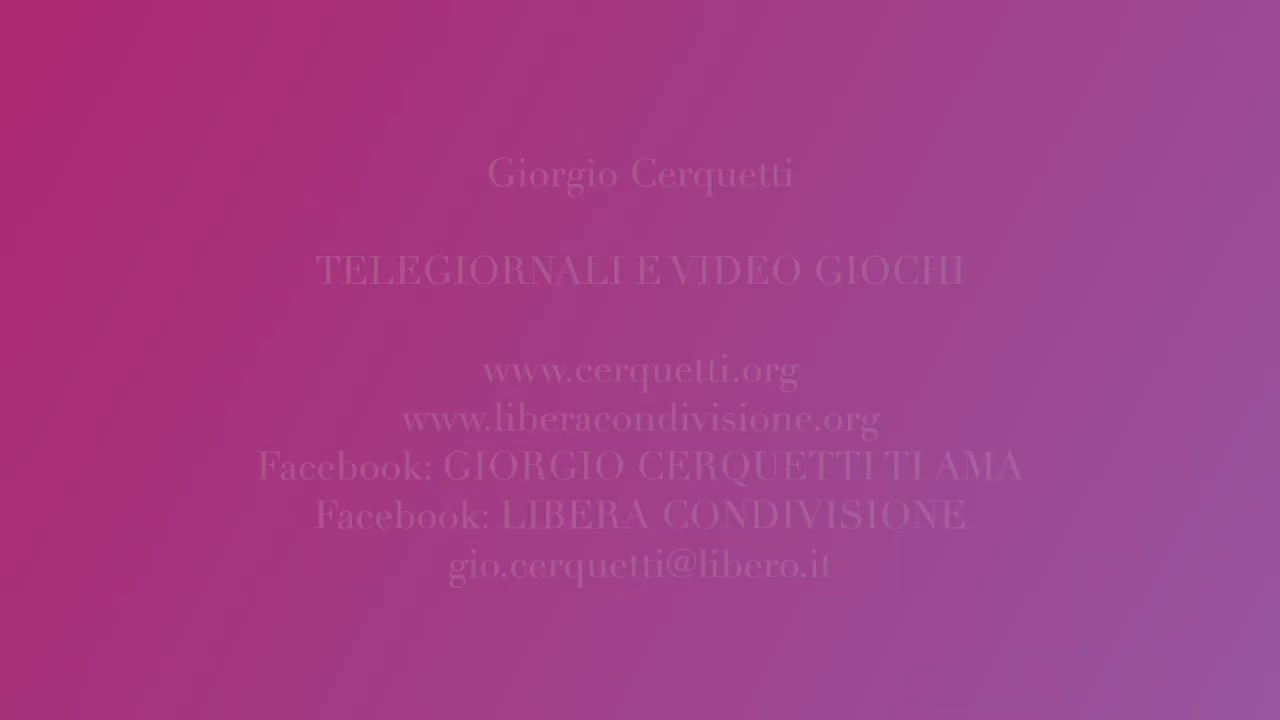 Giorgio Cerquetti
TELEGIORNALI E VIDEO GIOCHI
www.cerquetti.org
www.liberacondivisione.org
Facebook: GIORGIO CERQUETTI TI AMA
Facebook: LIBERA CONDIVISIONE
gio.cerquetti@libero.it